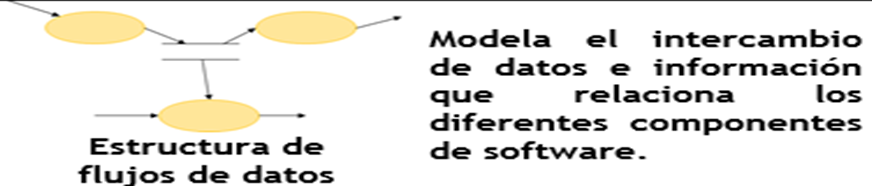 Estructura de
flujos de datos
Modela el intercambio
de datos e información
que relaciona los
diferentes componentes
de software.